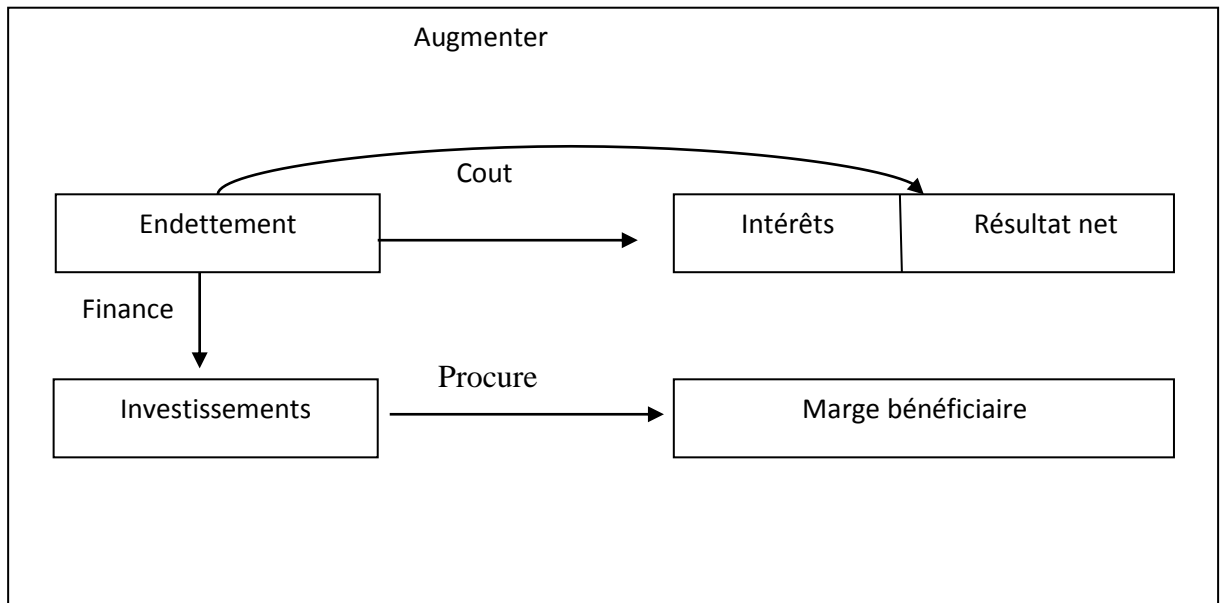 Augmenter
Cout
Endettement
Intérêts
Résultat net
Finance
Procure
Investissements
Marge bénéficiaire